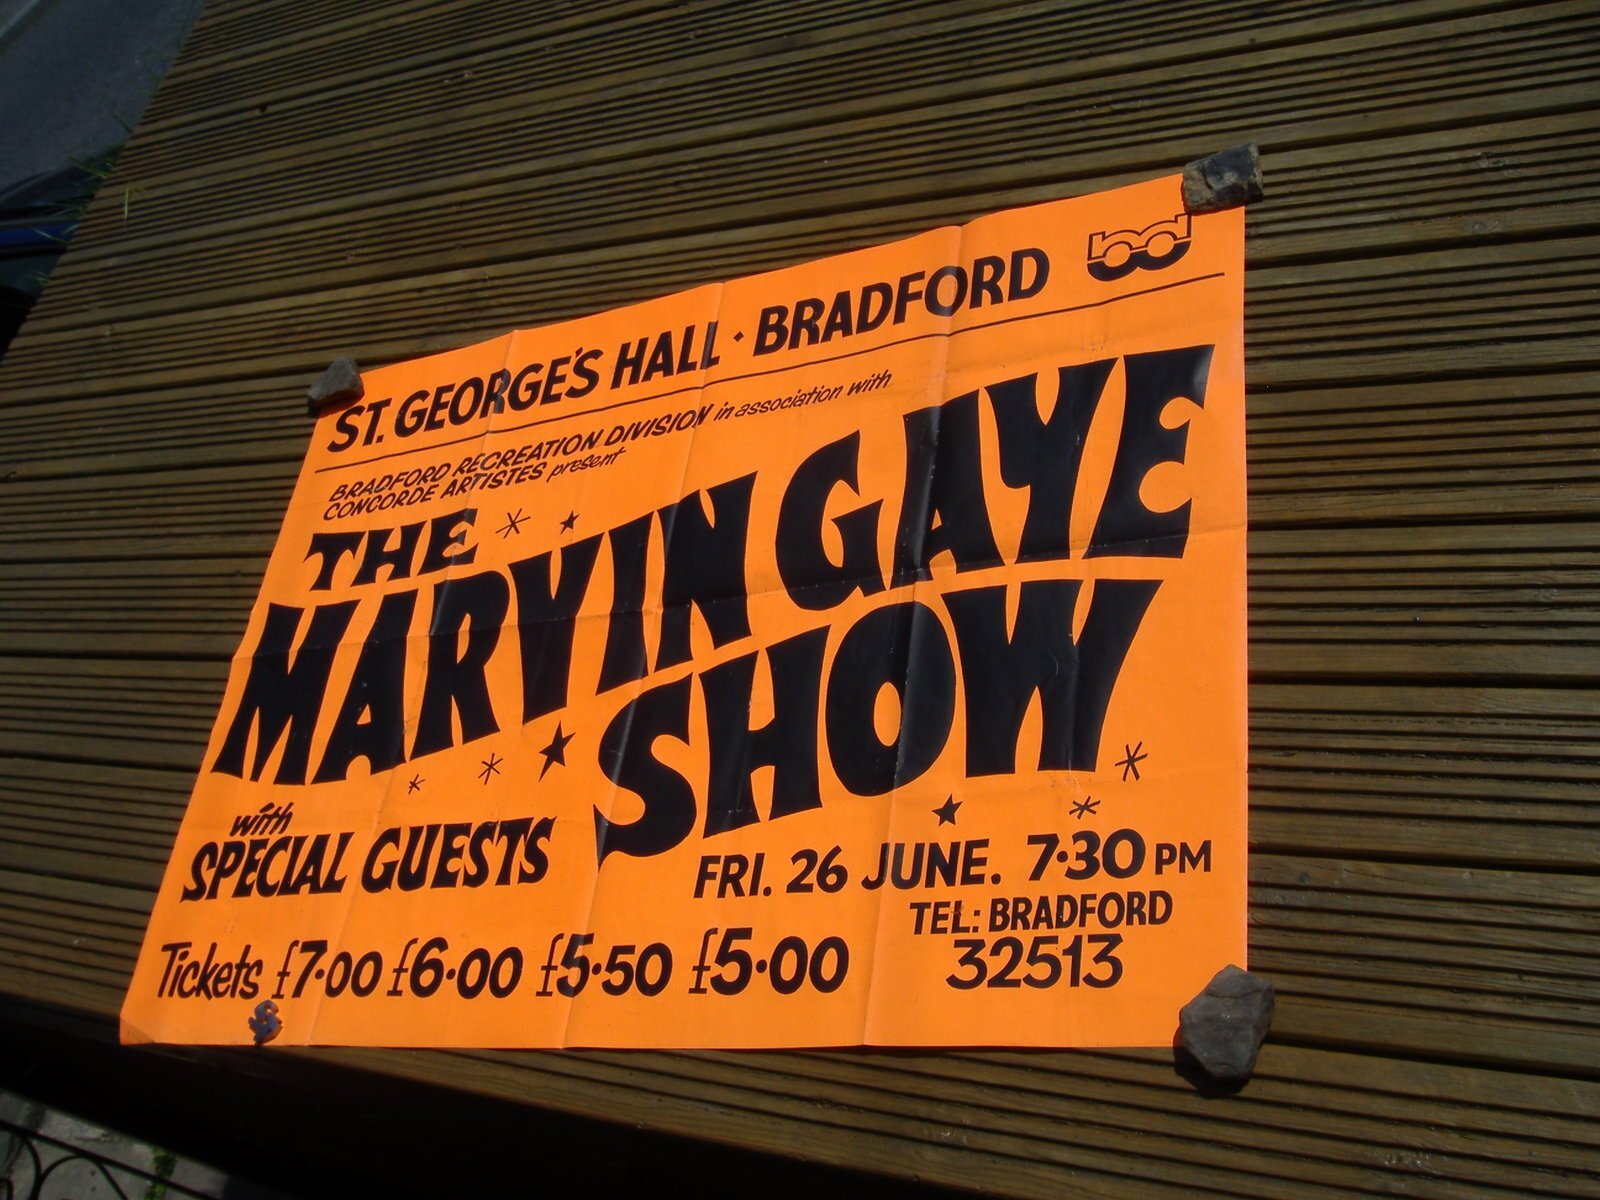 ST. GEORGE'S HALL · BRADFORD bd
BRADFORD RECREATION DIVISION in association with
CONCORDE ARTISTES present
THE
MARVIN GAYE
SHOW
with
SPECIAL GUESTS
FRI. 26 JUNE. 7·30 PM
TEL: BRADFORD
32513
Tickets £7·00 £6·00 £5·50 £5·00